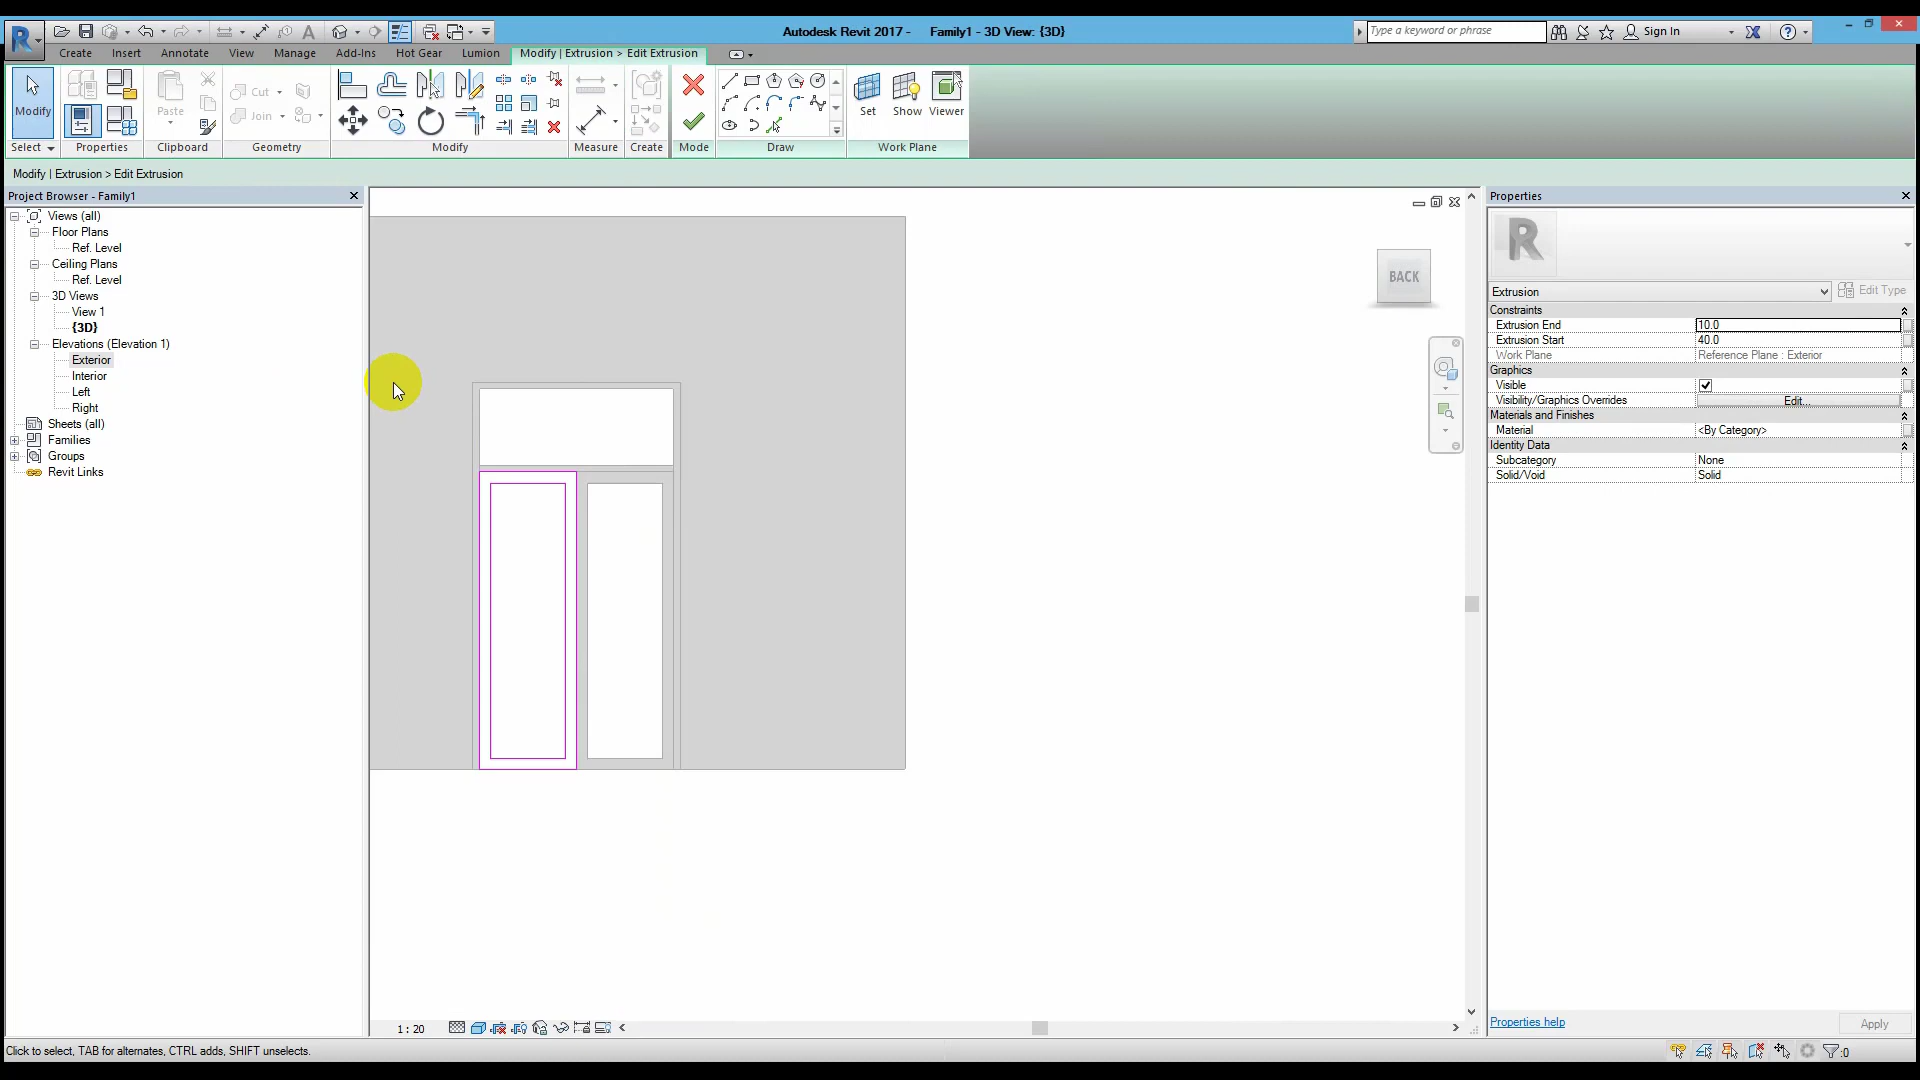 Autodesk Revit 2017 -     Family1 - 3D View: {3D}
Type a keyword or phrase
Sign In
Create
Insert
Annotate
View
Manage
Add-Ins
Hot Gear
Lumion
Modify | Extrusion > Edit Extrusion
Modify
Cut
Join
Paste
Set
Show
Viewer
Select
Properties
Clipboard
Geometry
Modify
Measure
Create
Mode
Draw
Work Plane
Modify | Extrusion > Edit Extrusion
Project Browser - Family1
Views (all)
Floor Plans
Ref. Level
Ceiling Plans
Ref. Level
3D Views
View 1
{3D}
Elevations (Elevation 1)
Exterior
Interior
Left
Right
Sheets (all)
Families
Groups
Revit Links
BACK
Properties
R
Extrusion
Edit Type
Constraints
Extrusion End 10.0
Extrusion Start 40.0
Work Plane Reference Plane : Exterior
Graphics
Visible
Visibility/Graphics Overrides Edit...
Materials and Finishes
Material <By Category>
Identity Data
Subcategory None
Solid/Void Solid
Properties help
Apply
1 : 20
Click to select, TAB for alternates, CTRL adds, SHIFT unselects.
:0